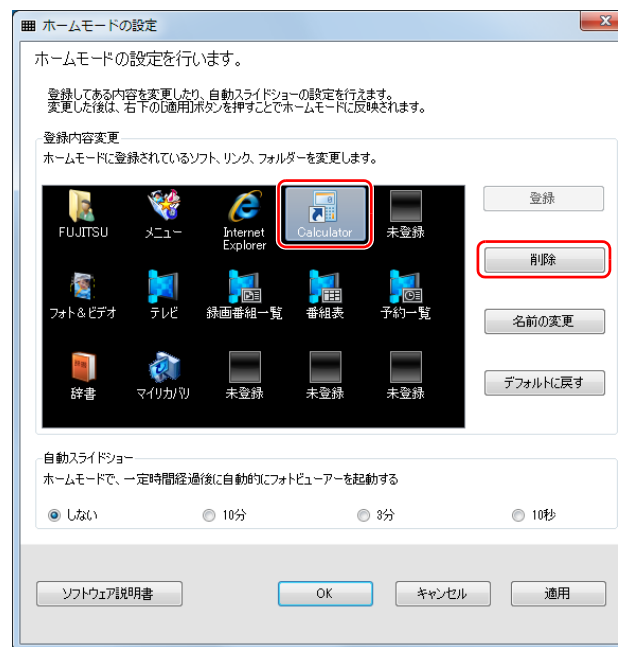 ホームモードの設定
ホームモードの設定を行います。
登録してある内容を変更したり、自動スライドショーの設定を行えます。
変更した後は、右下の[適用]ボタンを押すことでホームモードに反映されます。
登録内容変更
ホームモードに登録されているソフト、リンク、フォルダーを変更します。
FUJITSU
メニュー
Internet
Explorer
Calculator
未登録
フォト&ビデオ
テレビ
録画番組一覧
番組表
予約一覧
辞書
マイリカバリ
未登録
未登録
未登録
登録
削除
名前の変更
デフォルトに戻す
自動スライドショー
ホームモードで、一定時間経過後に自動的にフォトビューアーを起動する
しない
10分
3分
10秒
ソフトウェア説明書
OK
キャンセル
適用